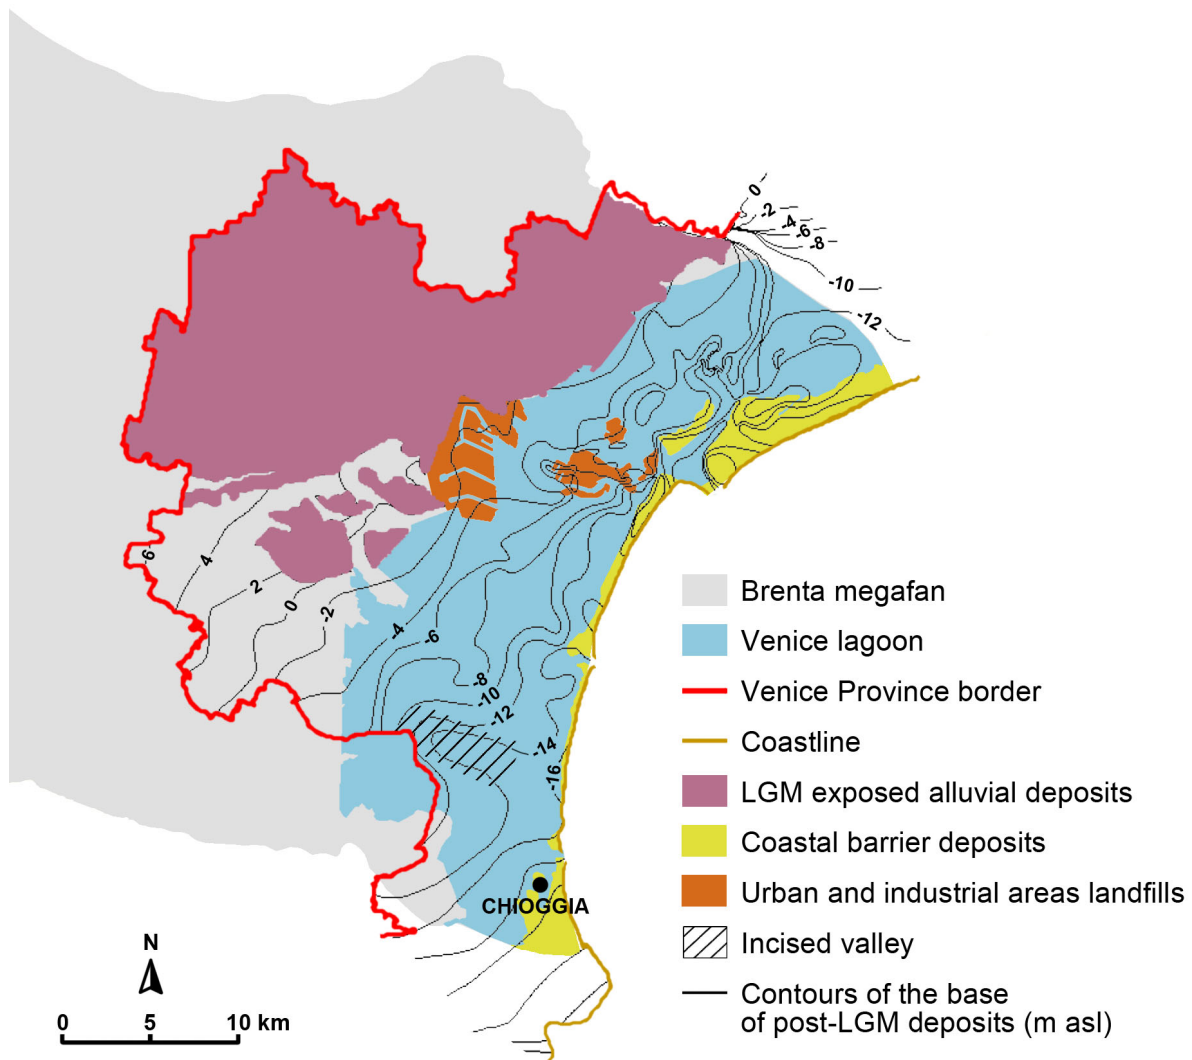 0
-2
-4
-6
-8
-10
-12
6
4
2
0
-2
-4
-6
-8
-10
-12
-14
-16
CHIOGGIA
Brenta megafan
Venice lagoon
Venice Province border
Coastline
LGM exposed alluvial deposits
Coastal barrier deposits
Urban and industrial areas landfills
Incised valley
Contours of the base
of post-LGM deposits (m asl)
N
0 5 10 km